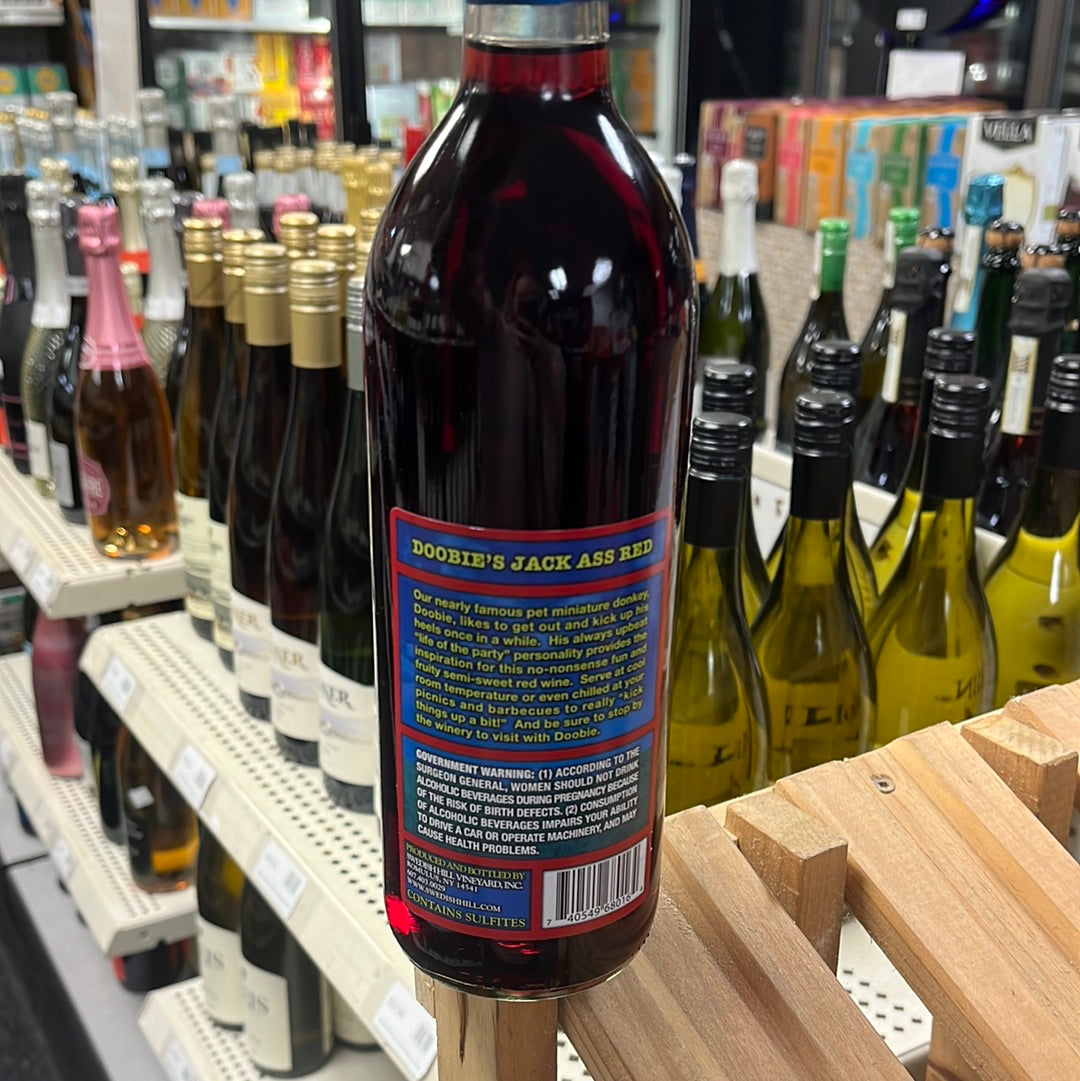 DOOBIE'S JACK ASS RED
Our nearly famous pet miniature donkey,
Doobie, likes to get out and kick up his
heels once in a while. His always upbeat
"life of the party" personality provides the
inspiration for this no-nonsense fun and
fruity semi-sweet red wine. Serve at cool
room temperature or even chilled at your
picnics and barbecues to really "kick
things up a bit!" And be sure to stop by
the winery to visit with Doobie.
GOVERNMENT WARNING: (1) ACCORDING TO THE
SURGEON GENERAL, WOMEN SHOULD NOT DRINK
ALCOHOLIC BEVERAGES DURING PREGNANCY BECAUSE
OF THE RISK OF BIRTH DEFECTS. (2) CONSUMPTION
OF ALCOHOLIC BEVERAGES IMPAIRS YOUR ABILITY
TO DRIVE A CAR OR OPERATE MACHINERY, AND MAY
CAUSE HEALTH PROBLEMS.
PRODUCED AND BOTTLED BY
SWEDISH HILL VINEYARD, INC.
ROMULUS, NY 14541
607.403.0029
WWW.SWEDISHHILL.COM
CONTAINS SULFITES
7 40549 68016 4